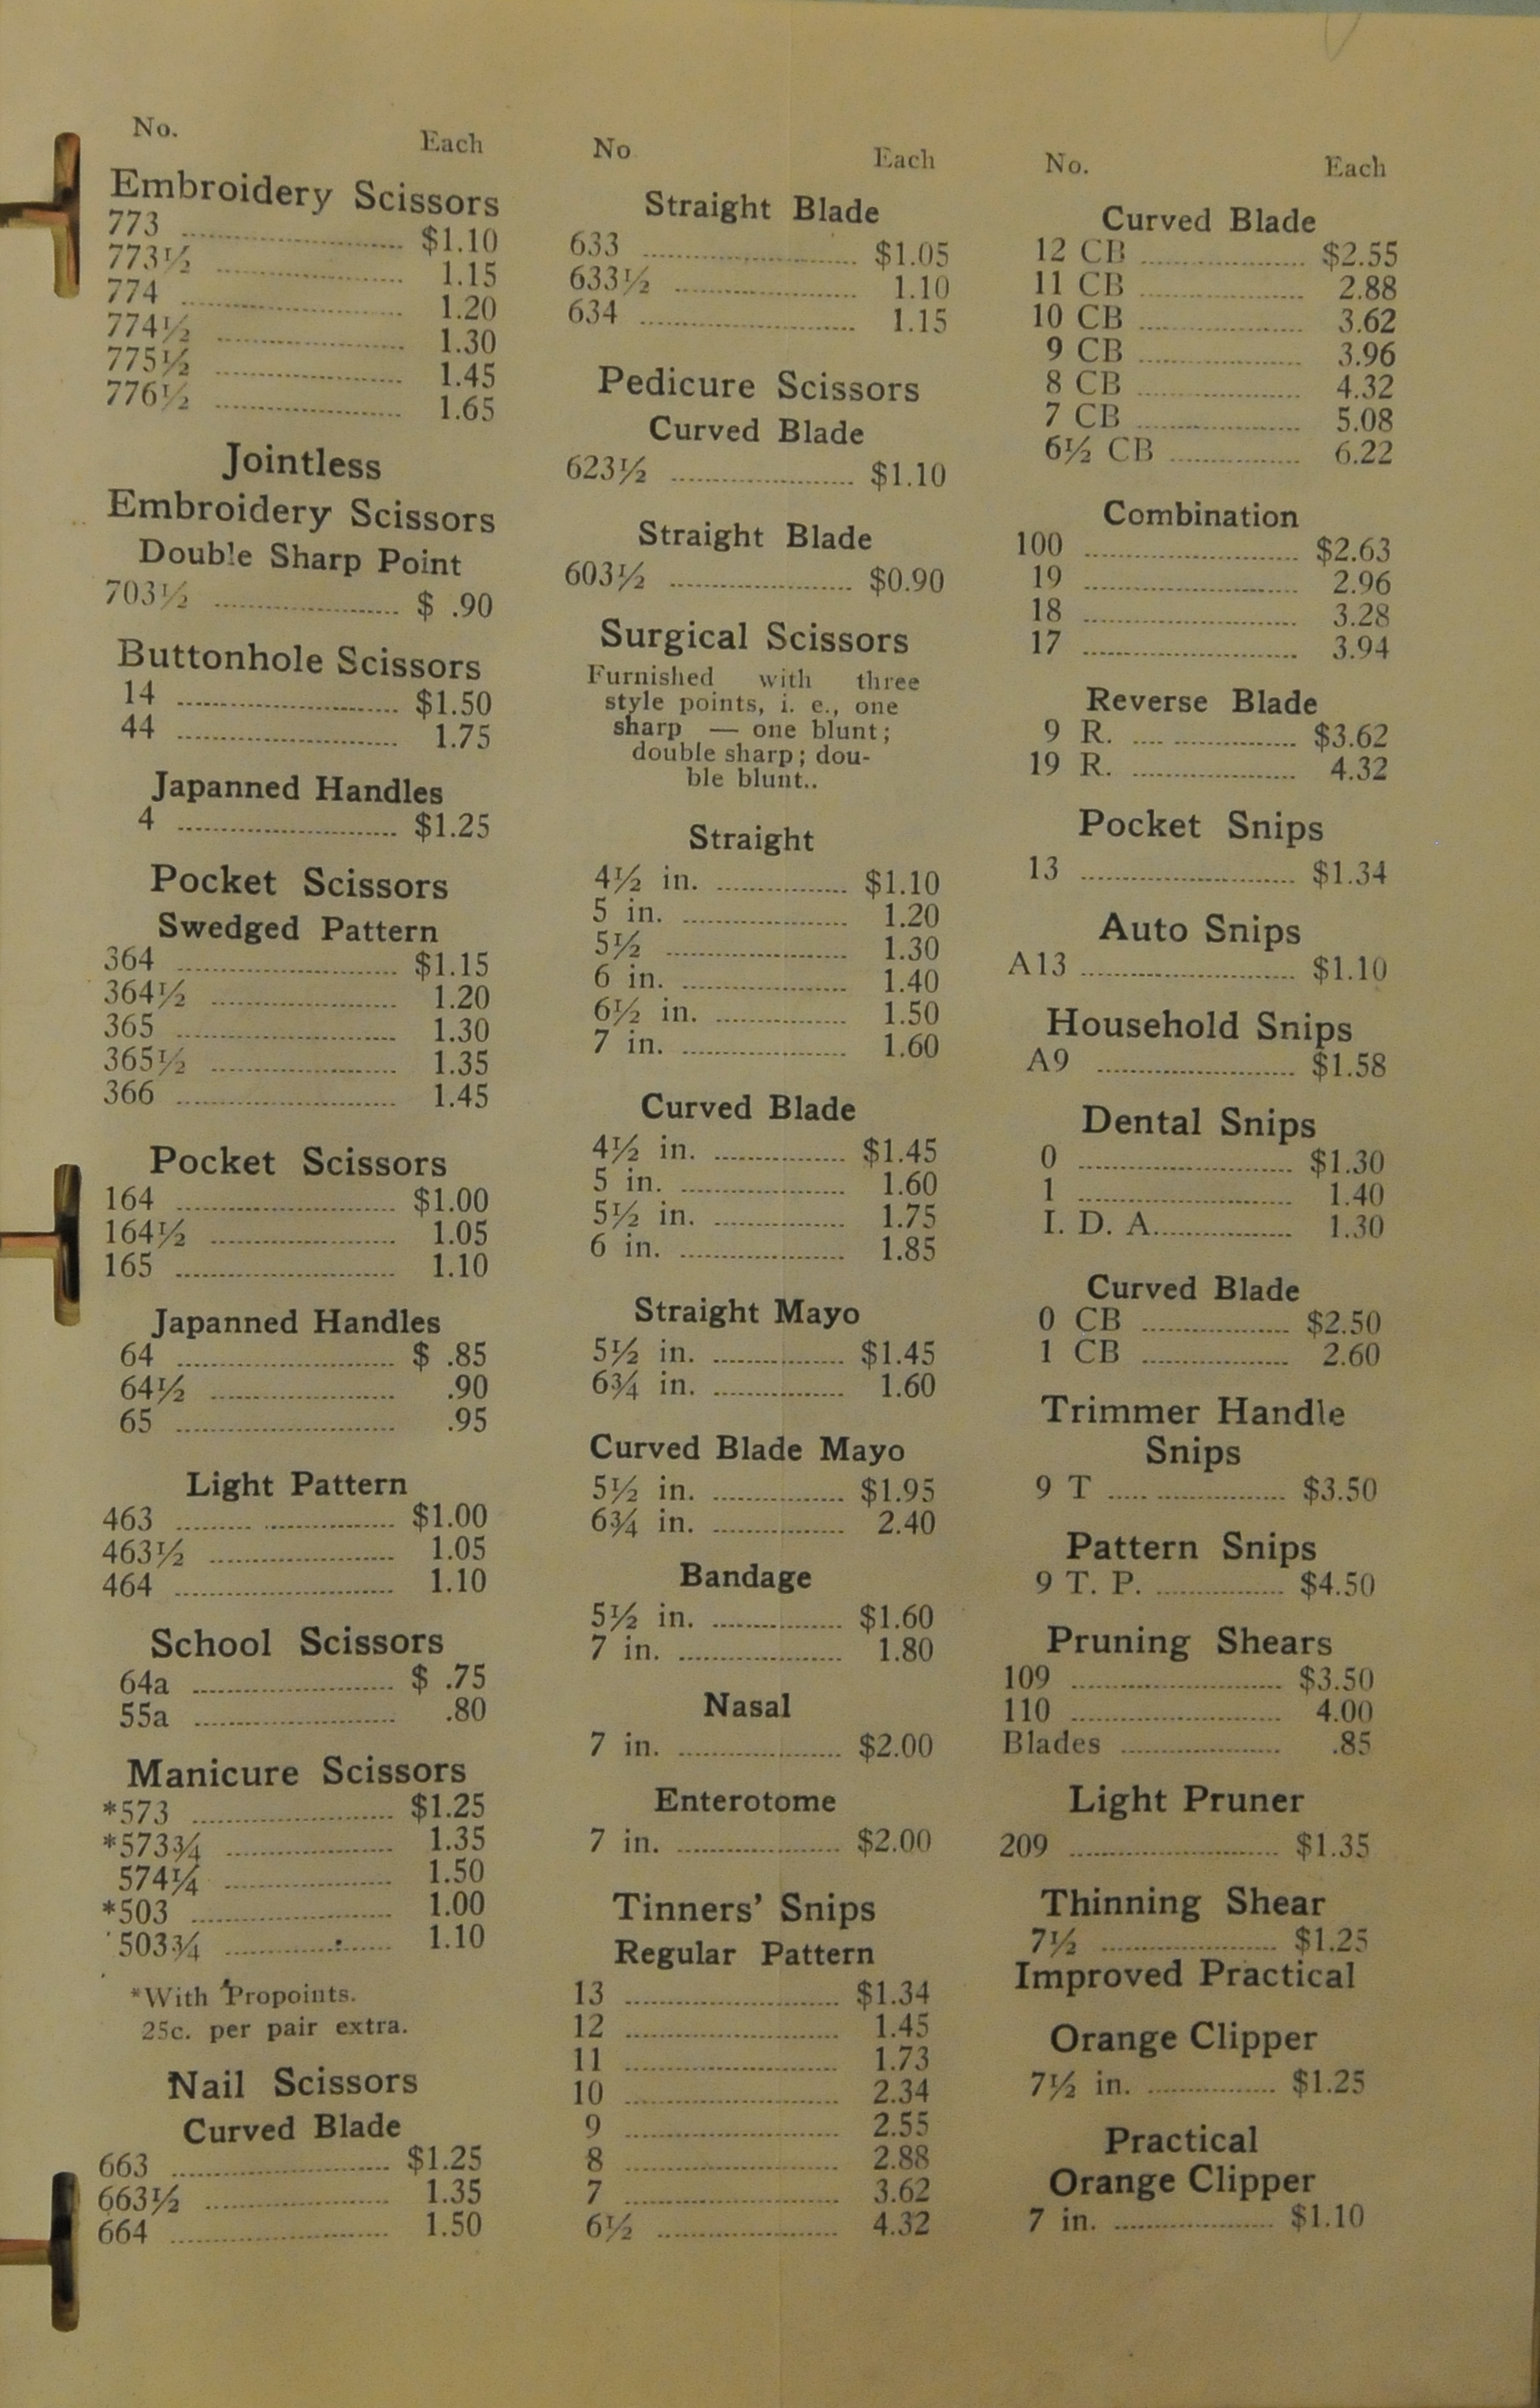 No. Each
Embroidery Scissors
773 ........ $1.10
773½ ........ 1.15
774 ........ 1.20
774½ ........ 1.30
775½ ........ 1.45
776½ ........ 1.65
Jointless
Embroidery Scissors
Double Sharp Point
703½ ........ $ .90
Buttonhole Scissors
14 ........ $1.50
44 ........ 1.75
Japanned Handles
4 ........ $1.25
Pocket Scissors
Swedged Pattern
364 ........ $1.15
364½ ........ 1.20
365 ........ 1.30
365½ ........ 1.35
366 ........ 1.45
Pocket Scissors
164 ........ $1.00
164½ ........ 1.05
165 ........ 1.10
Japanned Handles
64 ........ $ .85
64½ ........ .90
65 ........ .95
Light Pattern
463 ........ $1.00
463½ ........ 1.05
464 ........ 1.10
School Scissors
64a ........ $ .75
55a ........ .80
Manicure Scissors
*573 ........ $1.25
*573¾ ........ 1.35
574¼ ........ 1.50
*503 ........ 1.00
503¾ ........ 1.10
*With Propoints.
25c. per pair extra.
Nail Scissors
Curved Blade
663 ........ $1.25
663½ ........ 1.35
664 ........ 1.50
No Each
Straight Blade
633 ........ $1.05
633½ ........ 1.10
634 ........ 1.15
Pedicure Scissors
Curved Blade
623½ ........ $1.10
Straight Blade
603½ ........ $0.90
Surgical Scissors
Furnished with three
style points, i. e., one
sharp — one blunt;
double sharp; dou-
ble blunt..
Straight
4½ in. ........ $1.10
5 in. ........ 1.20
5½ ........ 1.30
6 in. ........ 1.40
6½ in. ........ 1.50
7 in. ........ 1.60
Curved Blade
4½ in. ........ $1.45
5 in. ........ 1.60
5½ in. ........ 1.75
6 in. ........ 1.85
Straight Mayo
5½ in. ........ $1.45
6¾ in. ........ 1.60
Curved Blade Mayo
5½ in. ........ $1.95
6¾ in. ........ 2.40
Bandage
5½ in. ........ $1.60
7 in. ........ 1.80
Nasal
7 in. ........ $2.00
Enterotome
7 in. ........ $2.00
Tinners' Snips
Regular Pattern
13 ........ $1.34
12 ........ 1.45
11 ........ 1.73
10 ........ 2.34
9 ........ 2.55
8 ........ 2.88
7 ........ 3.62
6½ ........ 4.32
No. Each
Curved Blade
12 CB ........ $2.55
11 CB ........ 2.88
10 CB ........ 3.62
9 CB ........ 3.96
8 CB ........ 4.32
7 CB ........ 5.08
6½ CB ........ 6.22
Combination
100 ........ $2.63
19 ........ 2.96
18 ........ 3.28
17 ........ 3.94
Reverse Blade
9 R. ........ $3.62
19 R. ........ 4.32
Pocket Snips
13 ........ $1.34
Auto Snips
A13 ........ $1.10
Household Snips
A9 ........ $1.58
Dental Snips
0 ........ $1.30
1 ........ 1.40
I. D. A. ........ 1.30
Curved Blade
0 CB ........ $2.50
1 CB ........ 2.60
Trimmer Handle
Snips
9 T ........ $3.50
Pattern Snips
9 T. P. ........ $4.50
Pruning Shears
109 ........ $3.50
110 ........ 4.00
Blades ........ .85
Light Pruner
209 ........ $1.35
Thinning Shear
7½ ........ $1.25
Improved Practical
Orange Clipper
7½ in. ........ $1.25
Practical
Orange Clipper
7 in. ........ $1.10